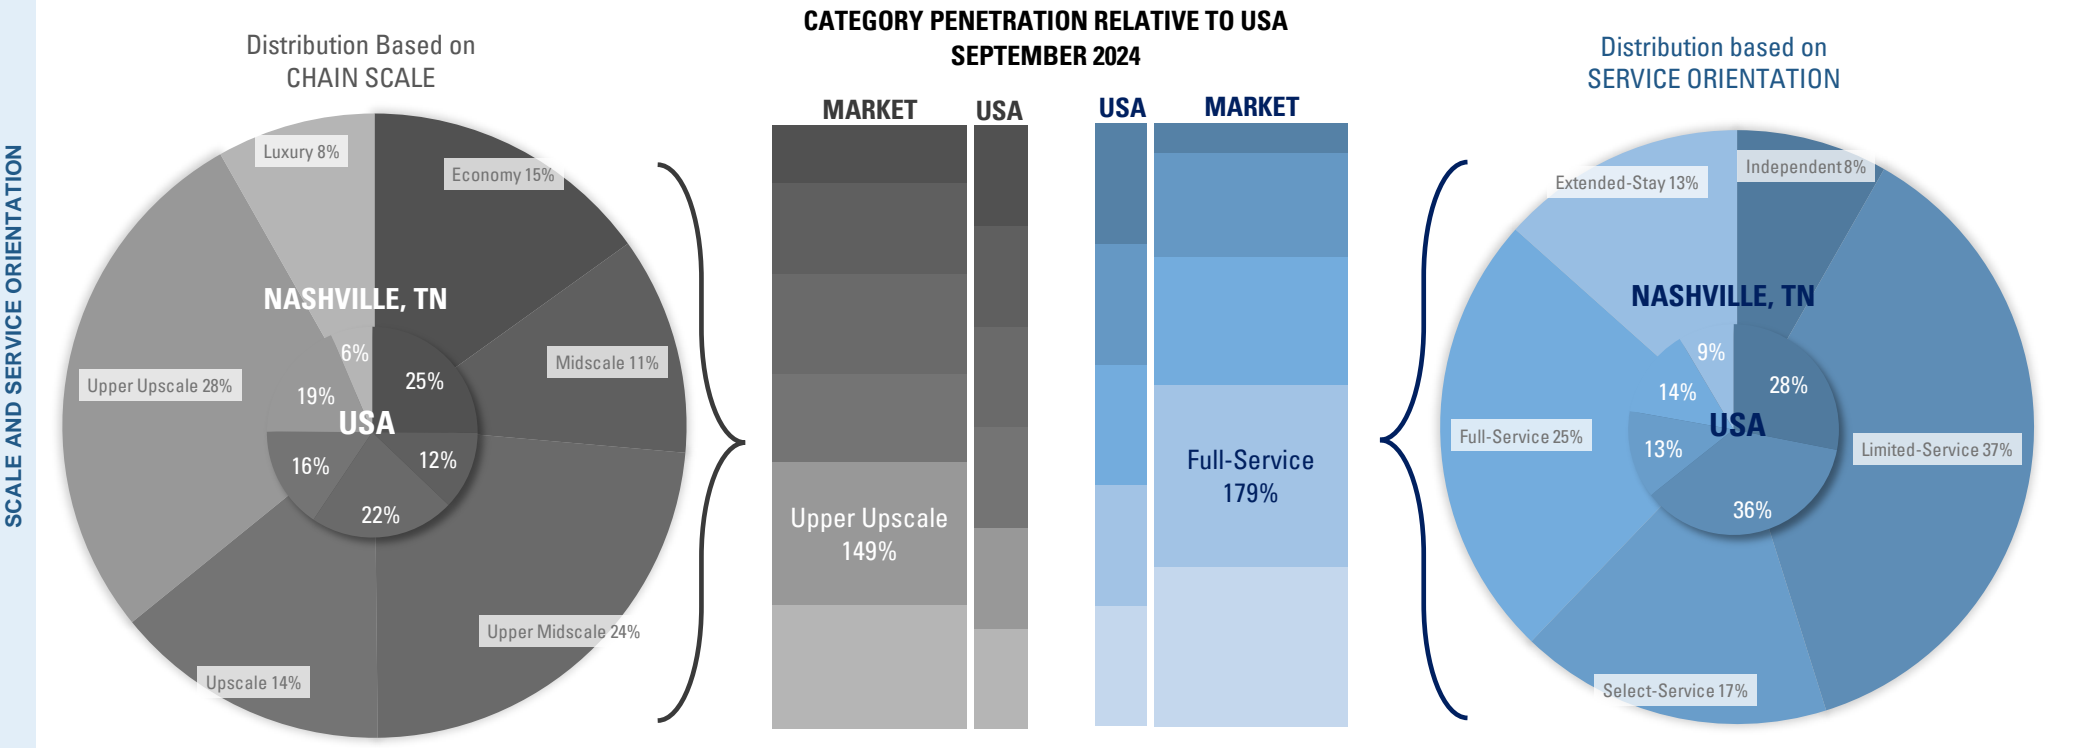 SCALE AND SERVICE ORIENTATION
Distribution Based on
CHAIN SCALE
Luxury 8%
Economy 15%
NASHVILLE, TN
Midscale 11%
Upper Upscale 28%
6%
25%
19%
USA
16%
12%
22%
Upper Midscale 24%
Upscale 14%
CATEGORY PENETRATION RELATIVE TO USA
SEPTEMBER 2024
MARKET
USA
USA
MARKET
Upper Upscale
149%
Full-Service
179%
Distribution based on
SERVICE ORIENTATION
Extended-Stay 13%
Independent 8%
NASHVILLE, TN
9%
28%
14%
USA
Full-Service 25%
13%
Limited-Service 37%
36%
Select-Service 17%